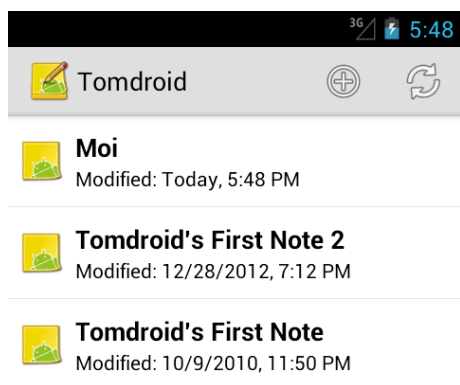 3G 5:48
Tomdroid
Moi
Modified: Today, 5:48 PM
Tomdroid's First Note 2
Modified: 12/28/2012, 7:12 PM
Tomdroid's First Note
Modified: 10/9/2010, 11:50 PM